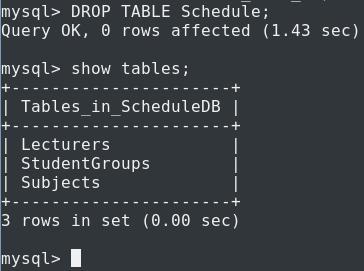 mysql> DROP TABLE Schedule;
Query OK, 0 rows affected (1.43 sec)
mysql> show tables;
+----------------------+
| Tables_in_ScheduleDB |
+----------------------+
| Lecturers            |
| StudentGroups        |
| Subjects             |
+----------------------+
3 rows in set (0.00 sec)
mysql>